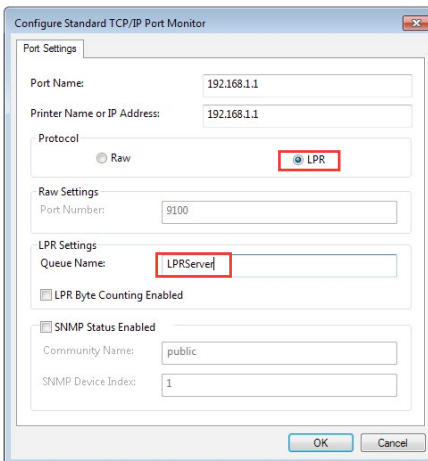 Configure Standard TCP/IP Port Monitor
Port Settings
Port Name: 192.168.1.1
Printer Name or IP Address: 192.168.1.1
Protocol
Raw LPR
Raw Settings
Port Number: 9100
LPR Settings
Queue Name: LPRServer
LPR Byte Counting Enabled
SNMP Status Enabled
Community Name: public
SNMP Device Index: 1
OK Cancel